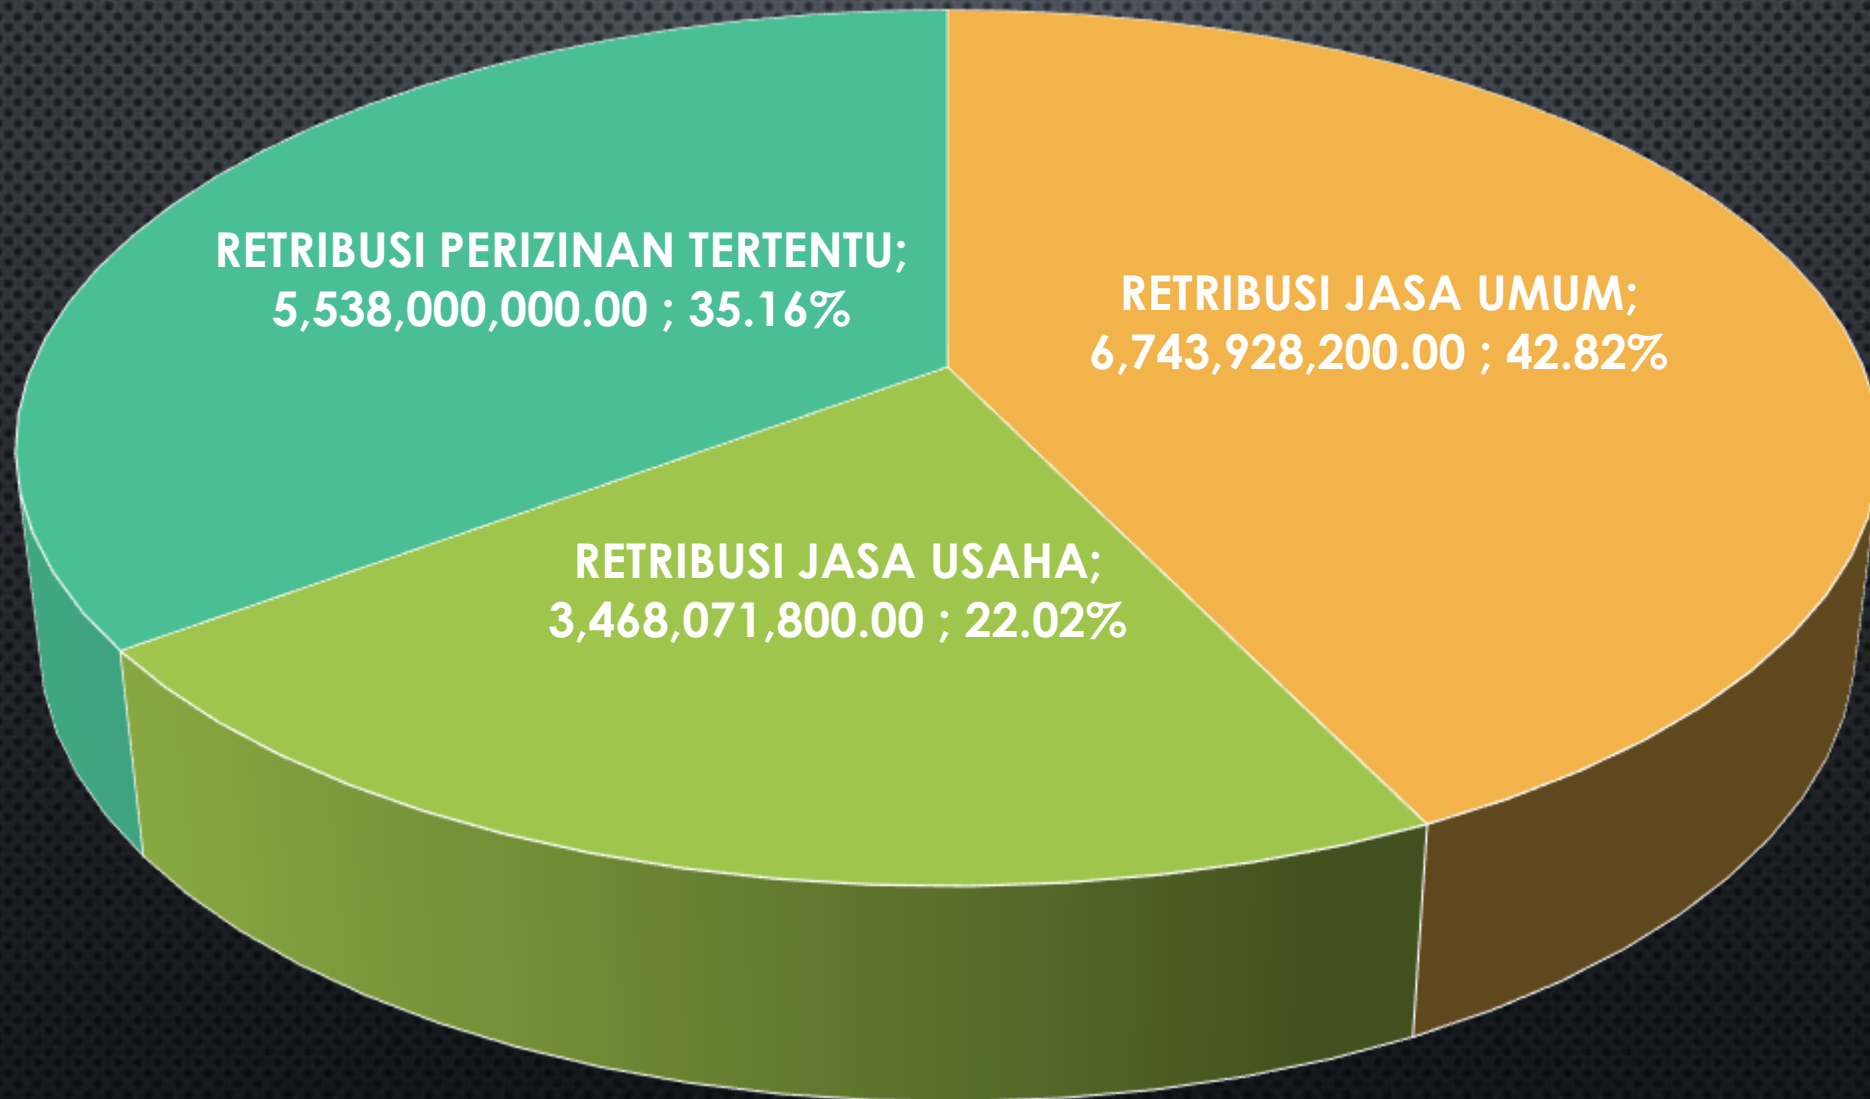 RETRIBUSI PERIZINAN TERTENTU;
5,538,000,000.00 ; 35.16%
RETRIBUSI JASA UMUM;
6,743,928,200.00 ; 42.82%
RETRIBUSI JASA USAHA;
3,468,071,800.00 ; 22.02%